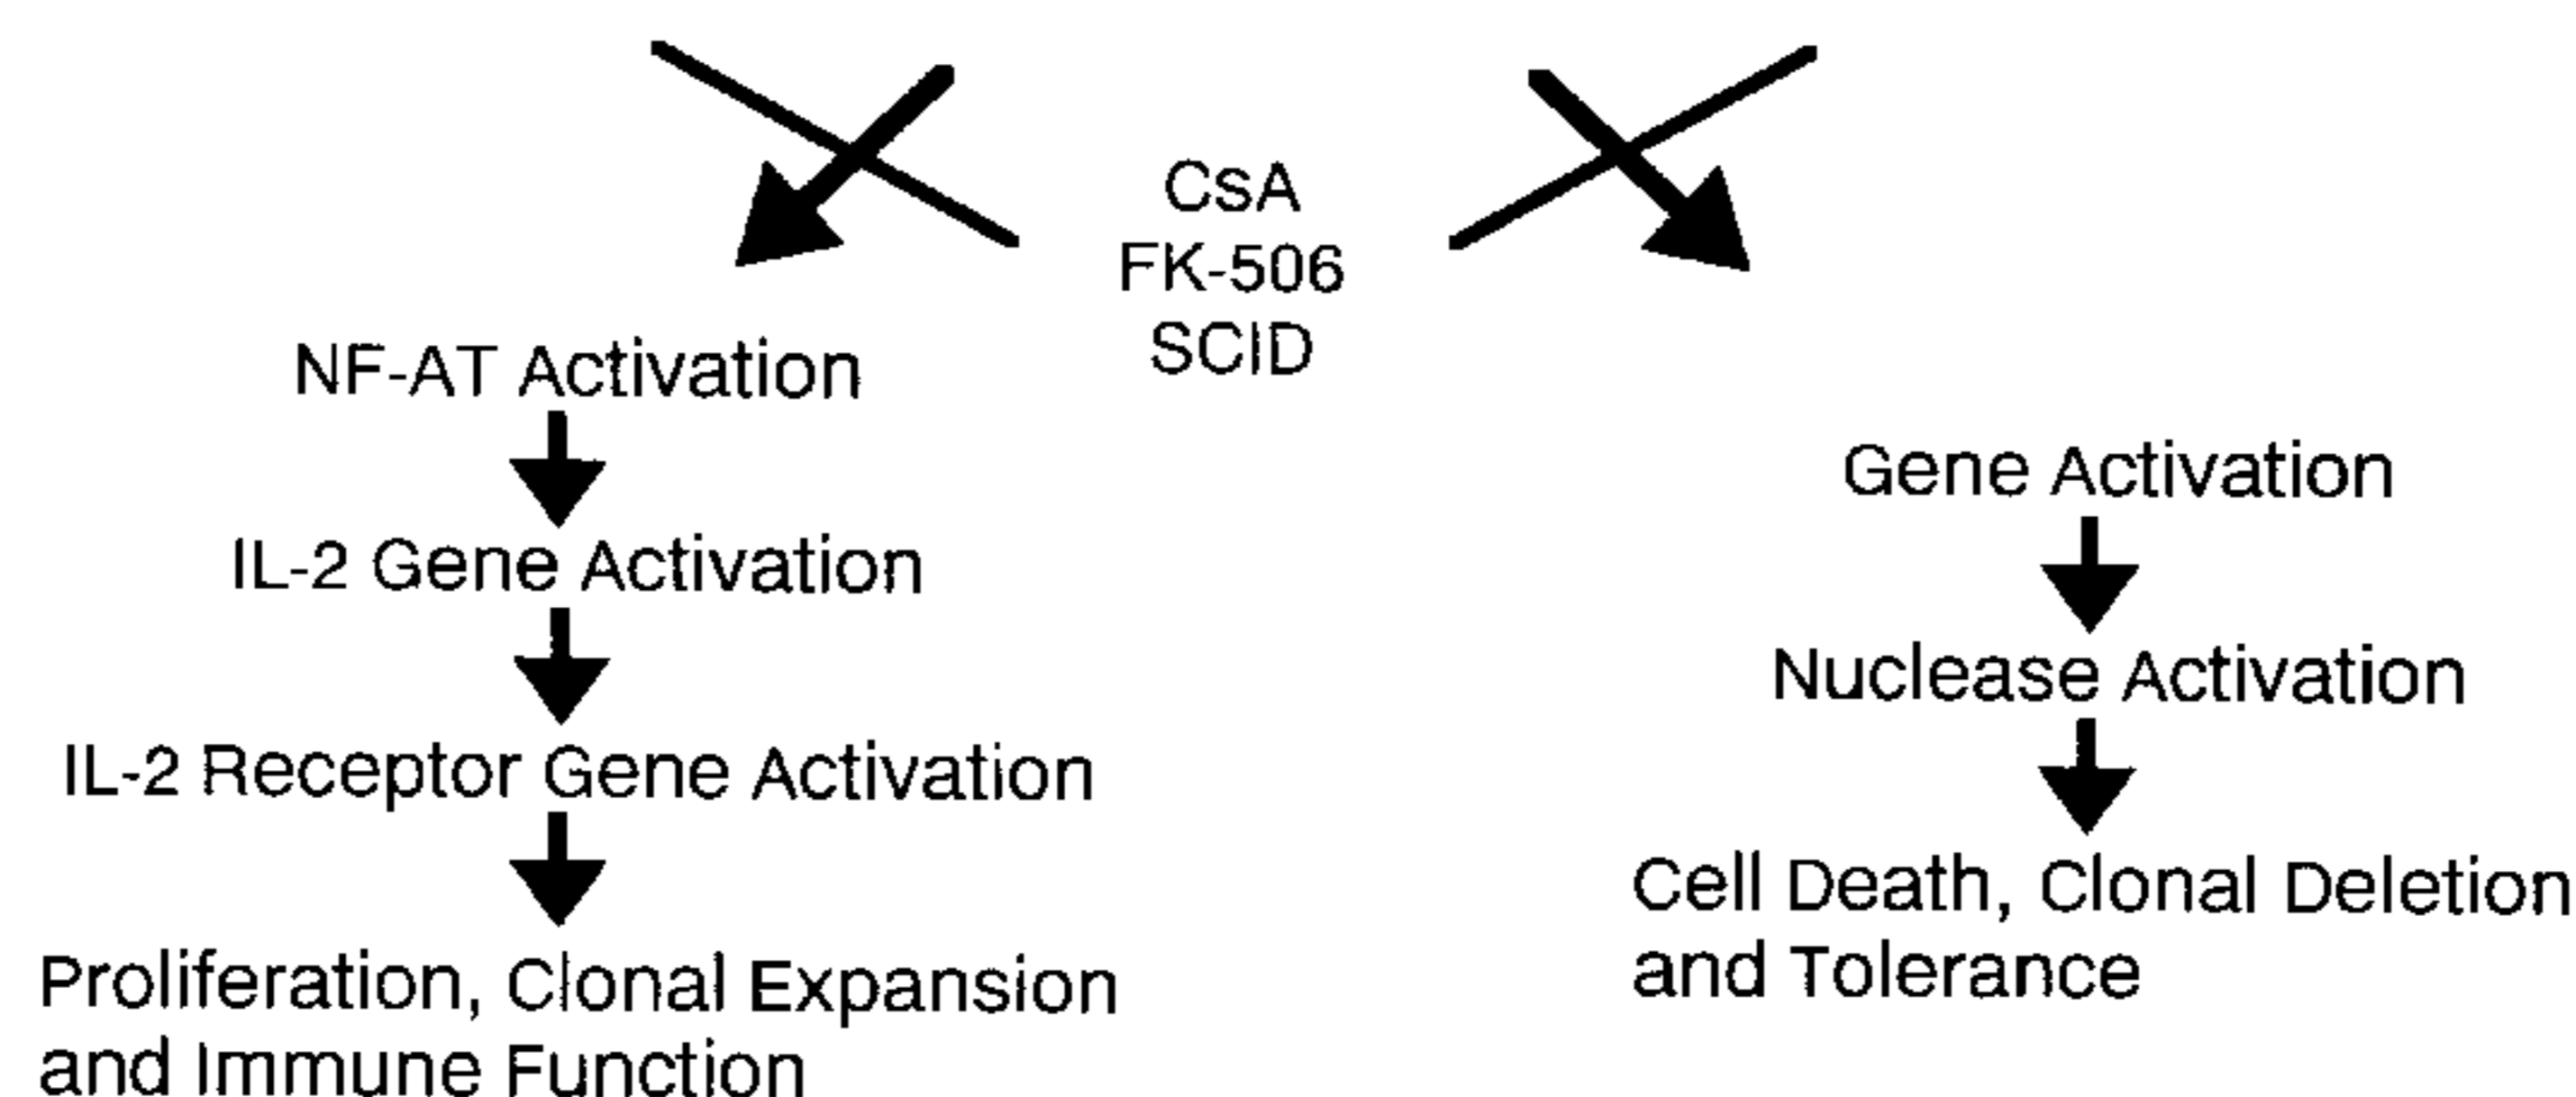 CsA
FK-506
SCID
NF-AT Activation
IL-2 Gene Activation
IL-2 Receptor Gene Activation
Proliferation, Clonal Expansion
and Immune Function
Gene Activation
Nuclease Activation
Cell Death, Clonal Deletion
and Tolerance